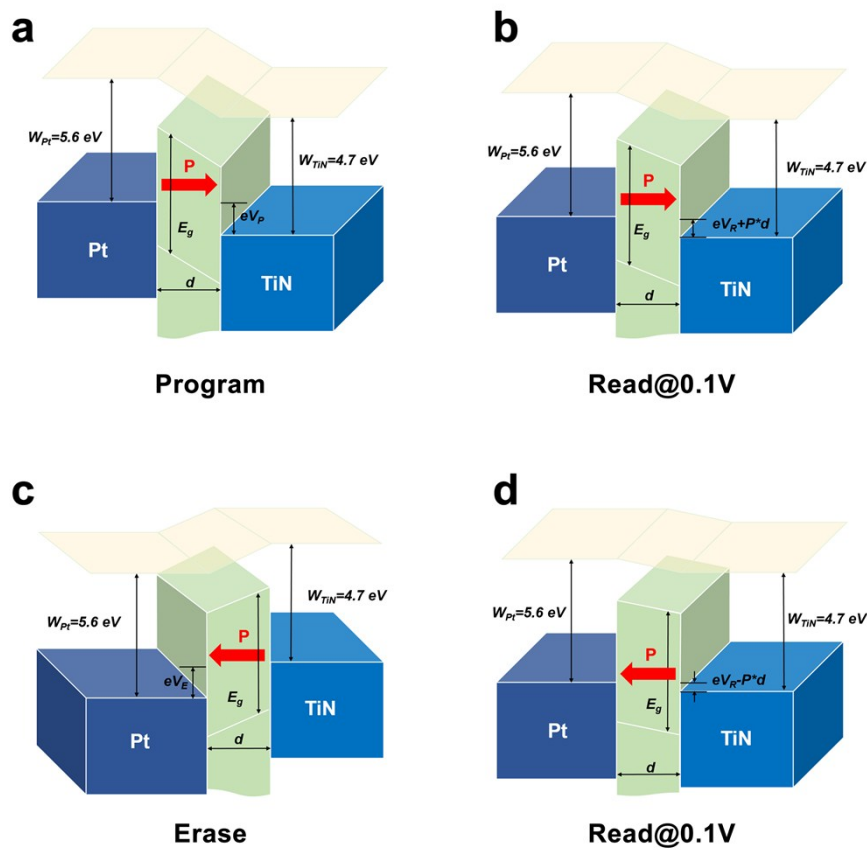 a
W_Pt=5.6 eV
P
W_TiN=4.7 eV
eV_P
E_g
Pt
d
TiN
Program
b
W_Pt=5.6 eV
P
W_TiN=4.7 eV
eV_R+P*d
E_g
Pt
d
TiN
Read@0.1V
c
W_Pt=5.6 eV
W_TiN=4.7 eV
P
eV_E
E_g
Pt
d
TiN
Erase
d
W_Pt=5.6 eV
W_TiN=4.7 eV
P
eV_R-P*d
E_g
Pt
d
TiN
Read@0.1V